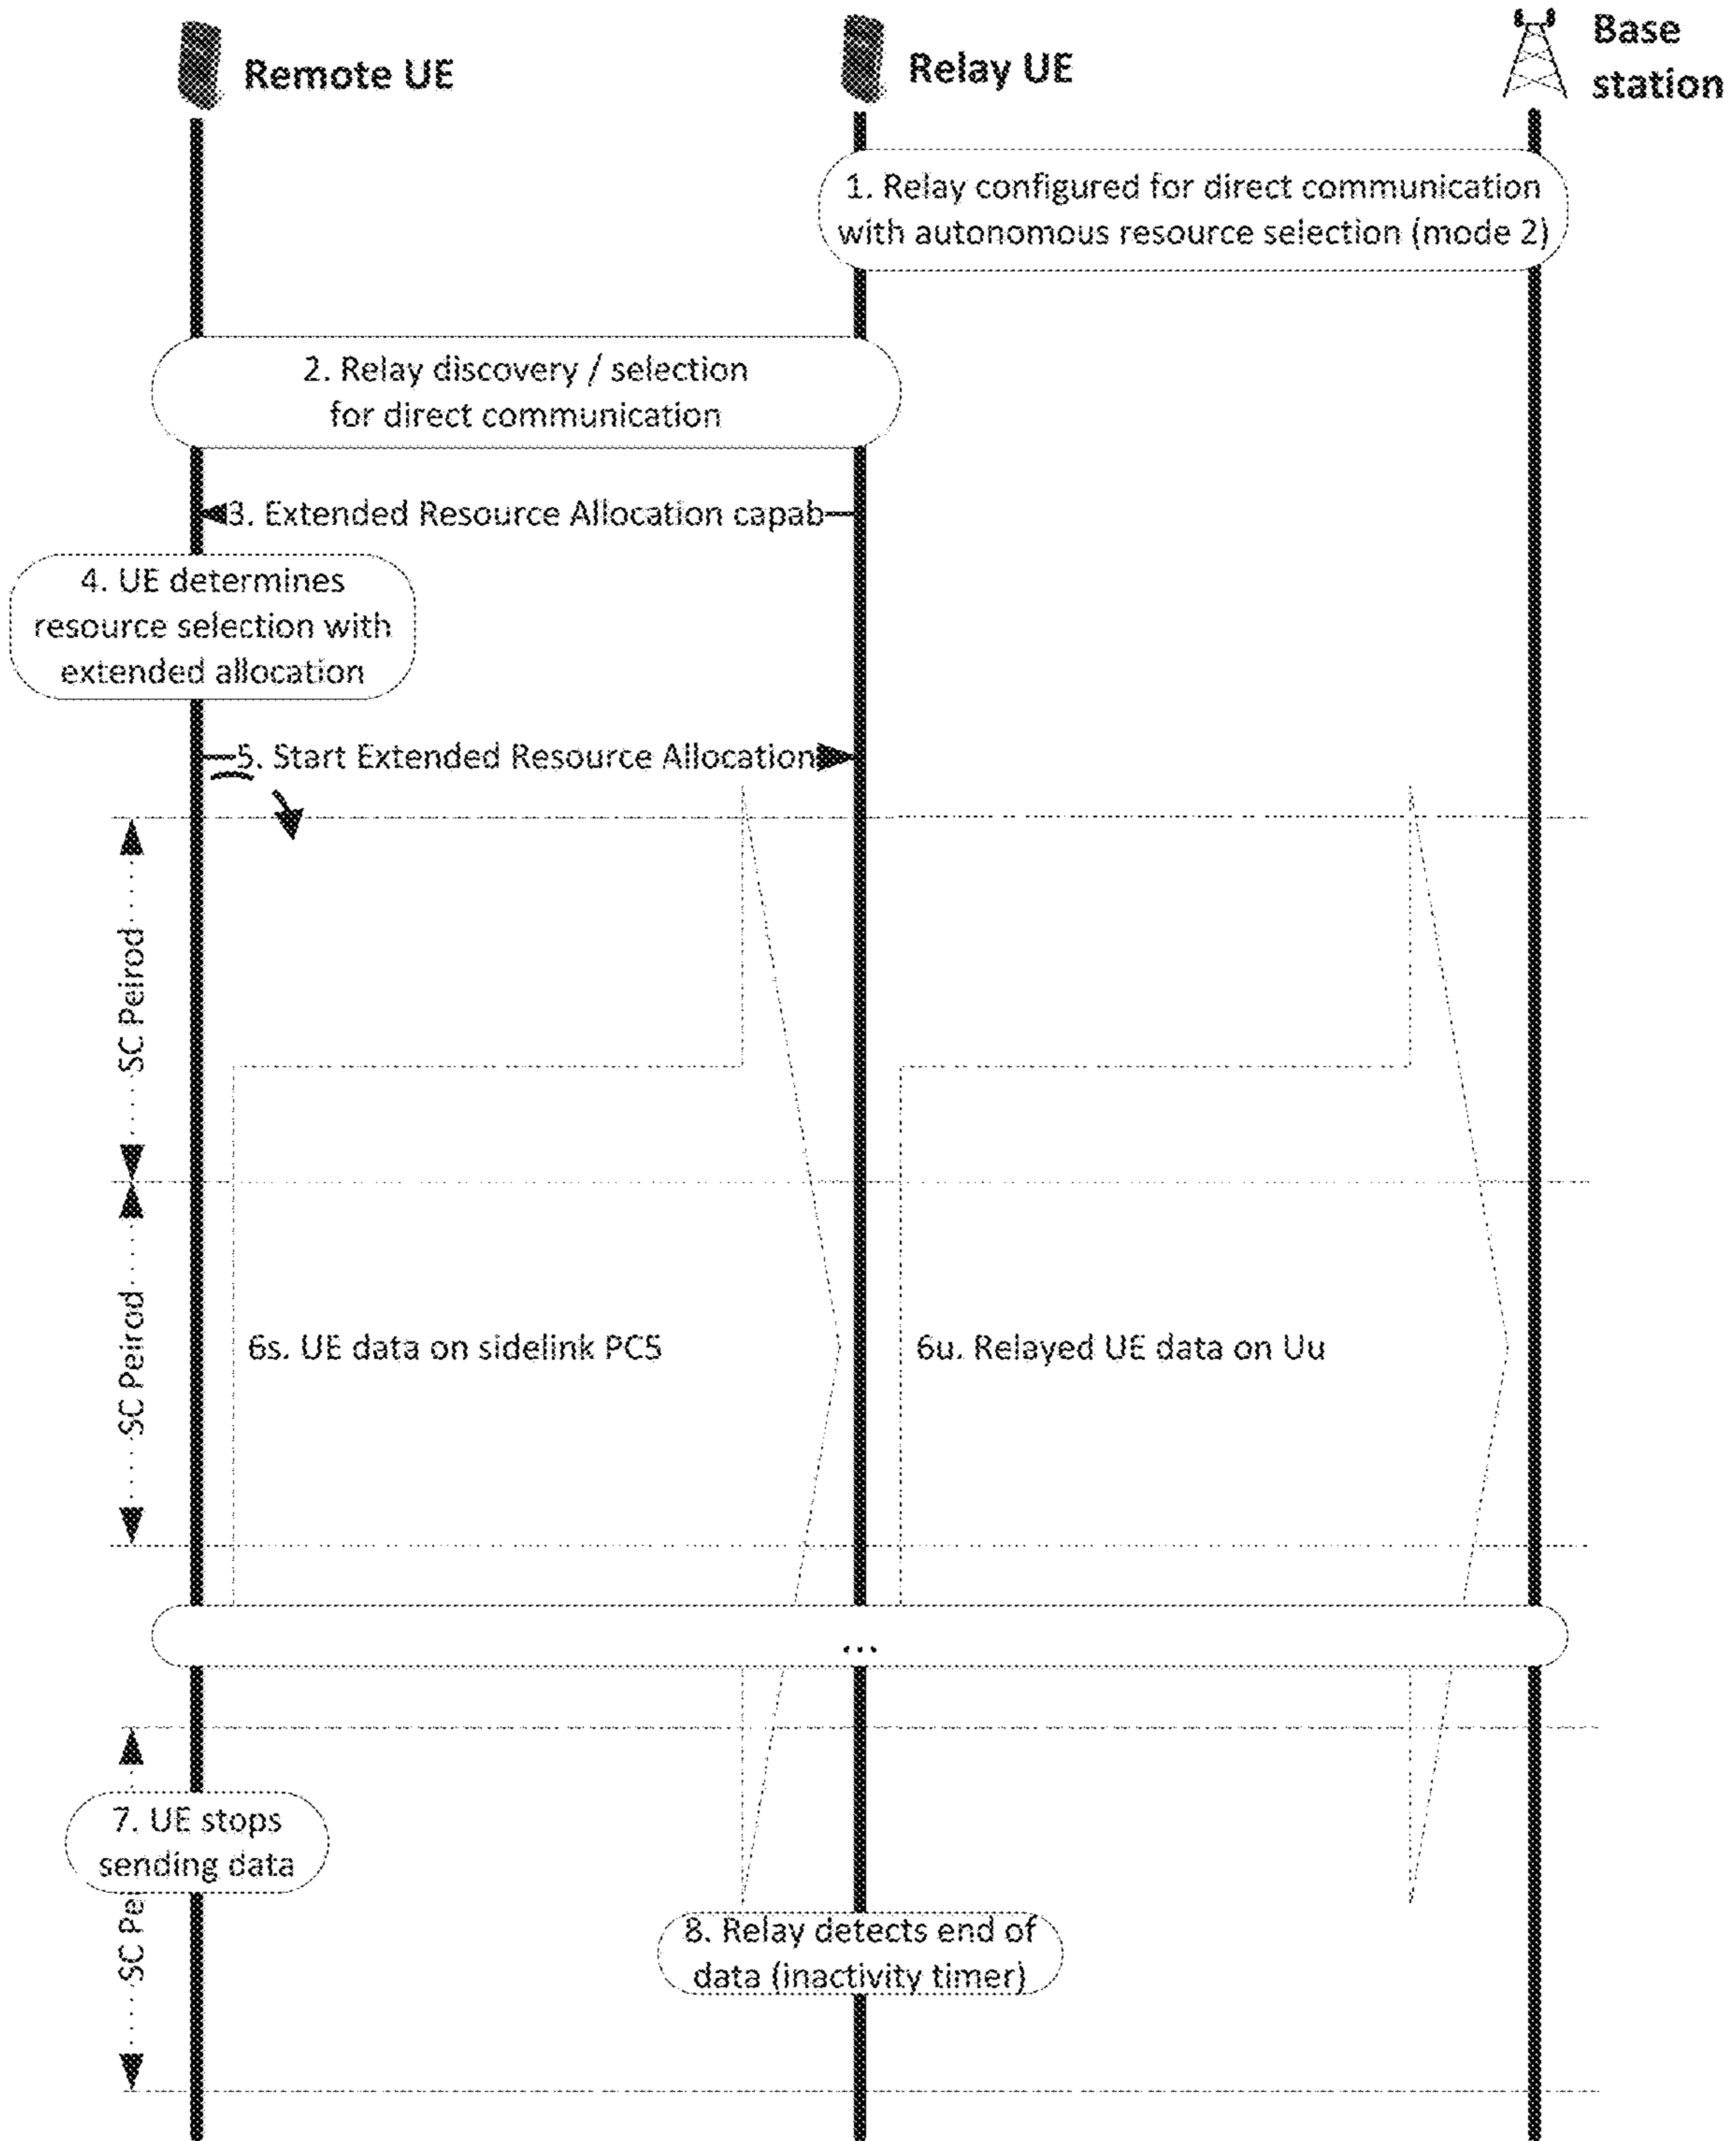 Remote UE
Relay UE
Base
station
1. Relay configured for direct communication
with autonomous resource selection (mode 2)
2. Relay discovery / selection
for direct communication
3. Extended Resource Allocation capab
4. UE determines
resource selection with
extended allocation
5. Start Extended Resource Allocation
SC Peirod
SC Peirod
6s. UE data on sidelink PC5
6u. Relayed UE data on Uu
...
7. UE stops
sending data
SC Pe
8. Relay detects end of
data (inactivity timer)